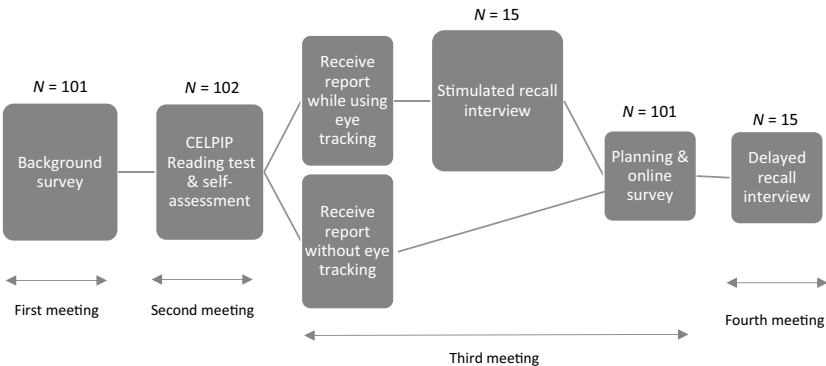 N = 101
Background
survey
N = 102
CELPIP
Reading test
& self-
assessment
Receive
report
while using
eye
tracking
Receive
report
without eye
tracking
N = 15
Stimulated recall
interview
N = 101
Planning &
online
survey
N = 15
Delayed
recall
interview
First meeting
Second meeting
Third meeting
Fourth meeting